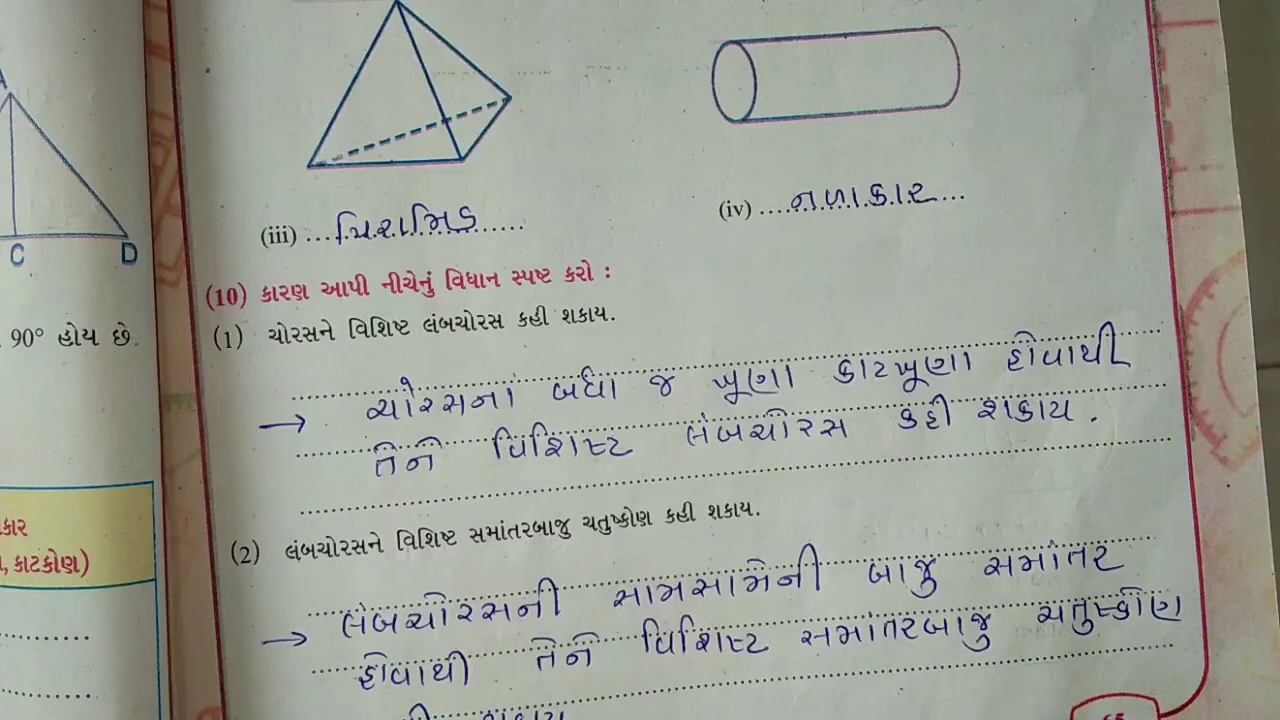 A
C D
90° હોય છે.
કાર
કાટકોણ)
(iii) ... પિરામિડ ......
(iv) .... નળાકાર ...
(10) કારણ આપી નીચેનું વિધાન સ્પષ્ટ કરો :
(1) ચોરસને વિશિષ્ટ લંબચોરસ કહી શકાય.
→ ચોરસના બધા જ ખૂણા કાટખૂણા હોવાથી
તેને વિશિષ્ટ લંબચોરસ કહી શકાય.
(2) લંબચોરસને વિશિષ્ટ સમાંતરબાજુ ચતુષ્કોણ કહી શકાય.
→ લંબચોરસની સામસામેની બાજુ સમાંતર
હોવાથી તેને વિશિષ્ટ સમાંતરબાજુ ચતુષ્કોણ